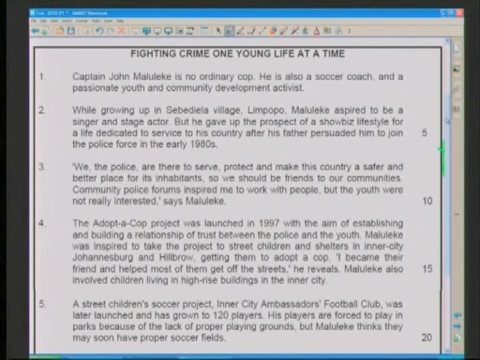 FIGHTING CRIME ONE YOUNG LIFE AT A TIME
1. Captain John Maluleke is no ordinary cop. He is also a soccer coach, and a
passionate youth and community development activist.
2. While growing up in Sebediela village, Limpopo, Maluleke aspired to be a
singer and stage actor. But he gave up the prospect of a showbiz lifestyle for
a life dedicated to service to his country after his father persuaded him to join 5
the police force in the early 1980s.
3. 'We, the police, are there to serve, protect and make this country a safer and
better place for its inhabitants, so we should be friends to our communities.
Community police forums inspired me to work with people, but the youth were
not really interested,' says Maluleke. 10
4. The Adopt-a-Cop project was launched in 1997 with the aim of establishing
and building a relationship of trust between the police and the youth. Maluleke
was inspired to take the project to street children and shelters in inner-city
Johannesburg and Hillbrow, getting them to adopt a cop. 'I became their
friend and helped most of them get off the streets,' he reveals. Maluleke also 15
involved children living in high-rise buildings in the inner city.
5. A street children's soccer project, Inner City Ambassadors' Football Club, was
later launched and has grown to 120 players. His players are forced to play in
parks because of the lack of proper playing grounds, but Maluleke thinks they
may soon have proper soccer fields. 20